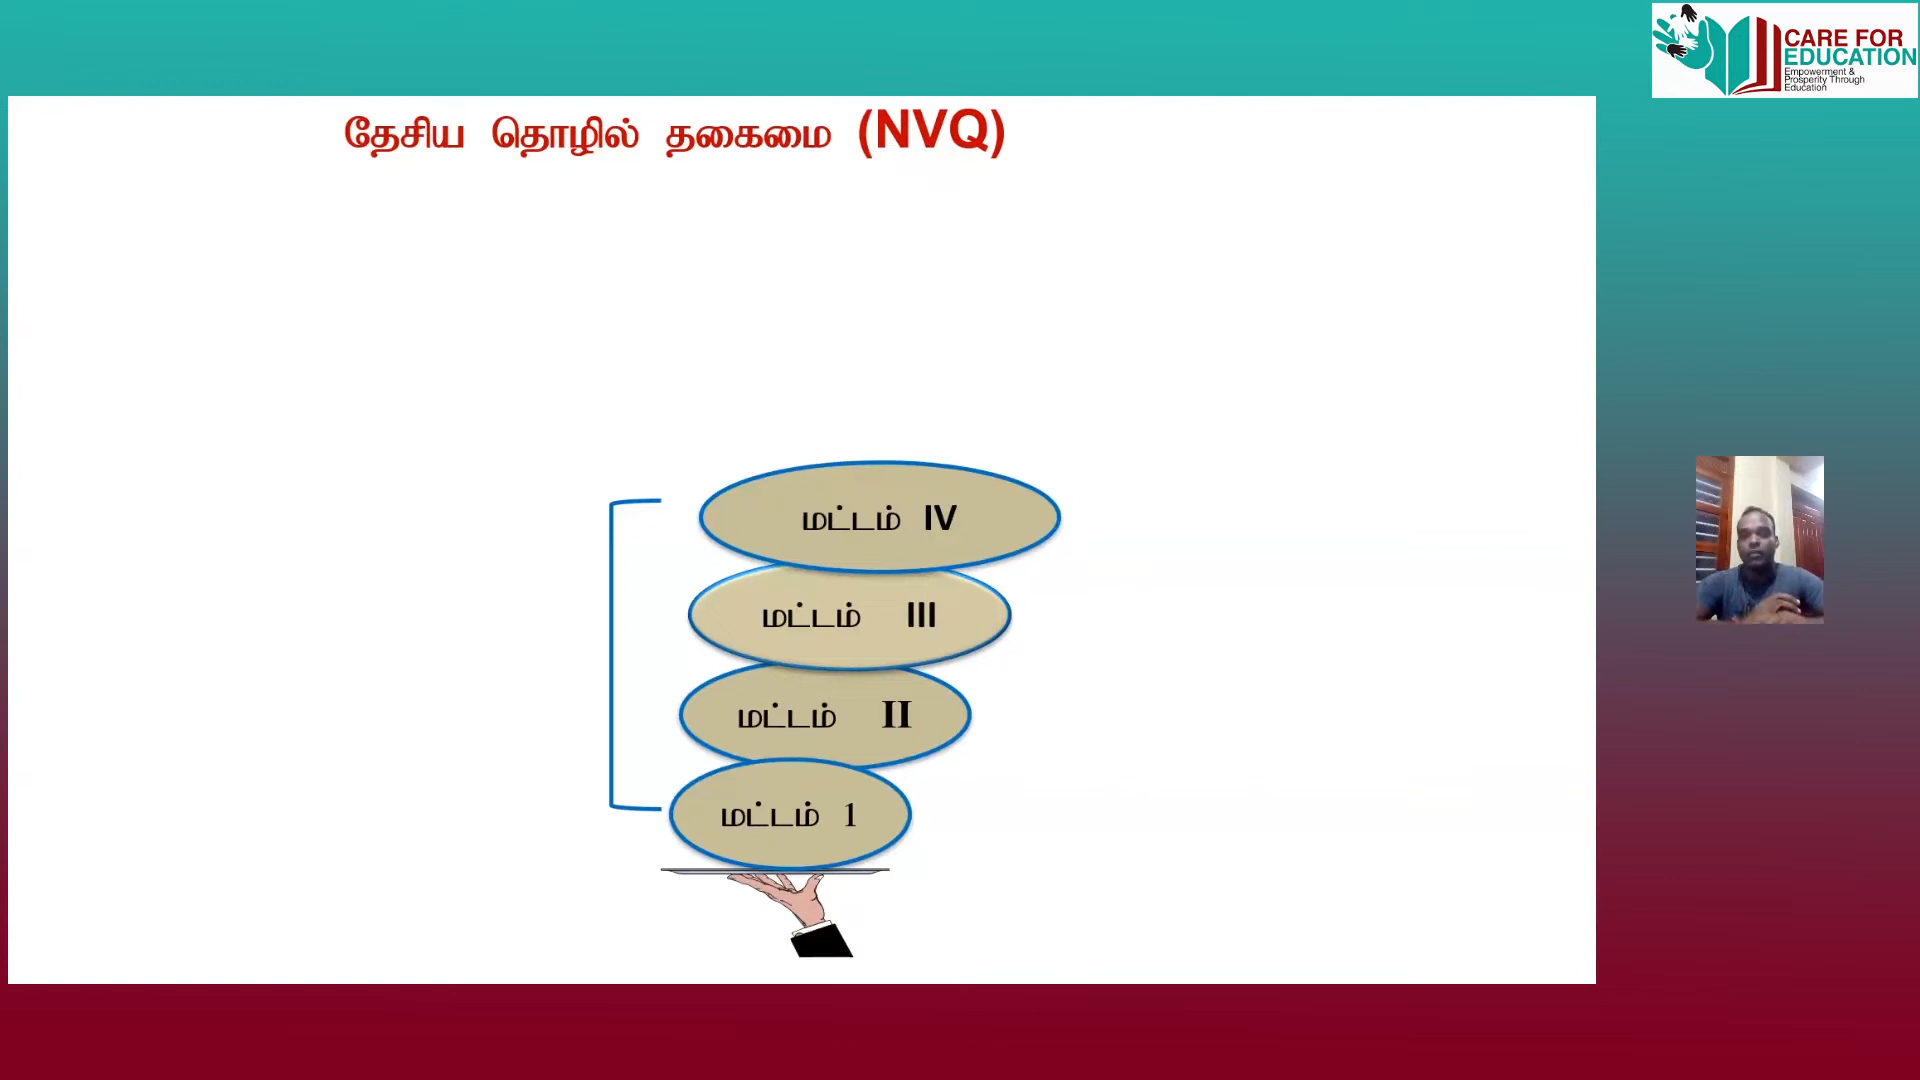 CARE FOR
EDUCATION
Empowerment &
Prosperity Through
Education
தேசிய தொழில் தகைமை (NVQ)
மட்டம் IV
மட்டம் III
மட்டம் II
மட்டம் 1